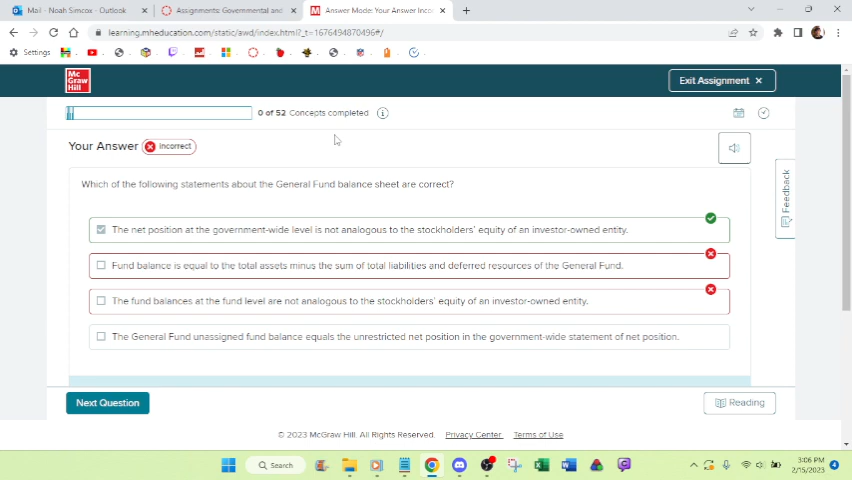 Mail - Noah Simcox - Outlook
Assignments: Governmental and
Answer Mode: Your Answer Inco
learning.mheducation.com/static/awd/index.html?_t=1676494870496#/
Settings
Mc
Graw
Hill
Exit Assignment
0 of 52 Concepts completed
Your Answer
Incorrect
Which of the following statements about the General Fund balance sheet are correct?
The net position at the government-wide level is not analogous to the stockholders' equity of an investor-owned entity.
Fund balance is equal to the total assets minus the sum of total liabilities and deferred resources of the General Fund.
The fund balances at the fund level are not analogous to the stockholders' equity of an investor-owned entity.
The General Fund unassigned fund balance equals the unrestricted net position in the government-wide statement of net position.
Feedback
Next Question
Reading
© 2023 McGraw Hill. All Rights Reserved. Privacy Center Terms of Use
Search
3:06 PM
2/15/2023
4